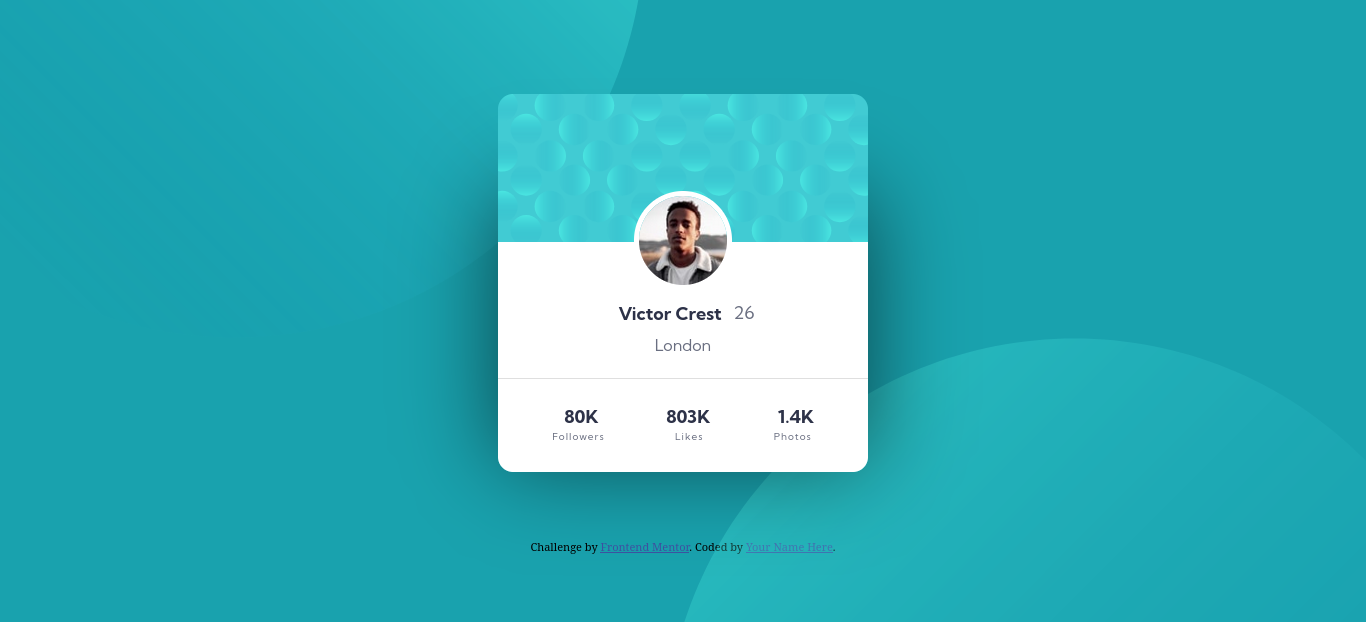 Victor Crest 26
London
80K 803K 1.4K
Followers Likes Photos
Challenge by Frontend Mentor. Coded by Your Name Here.